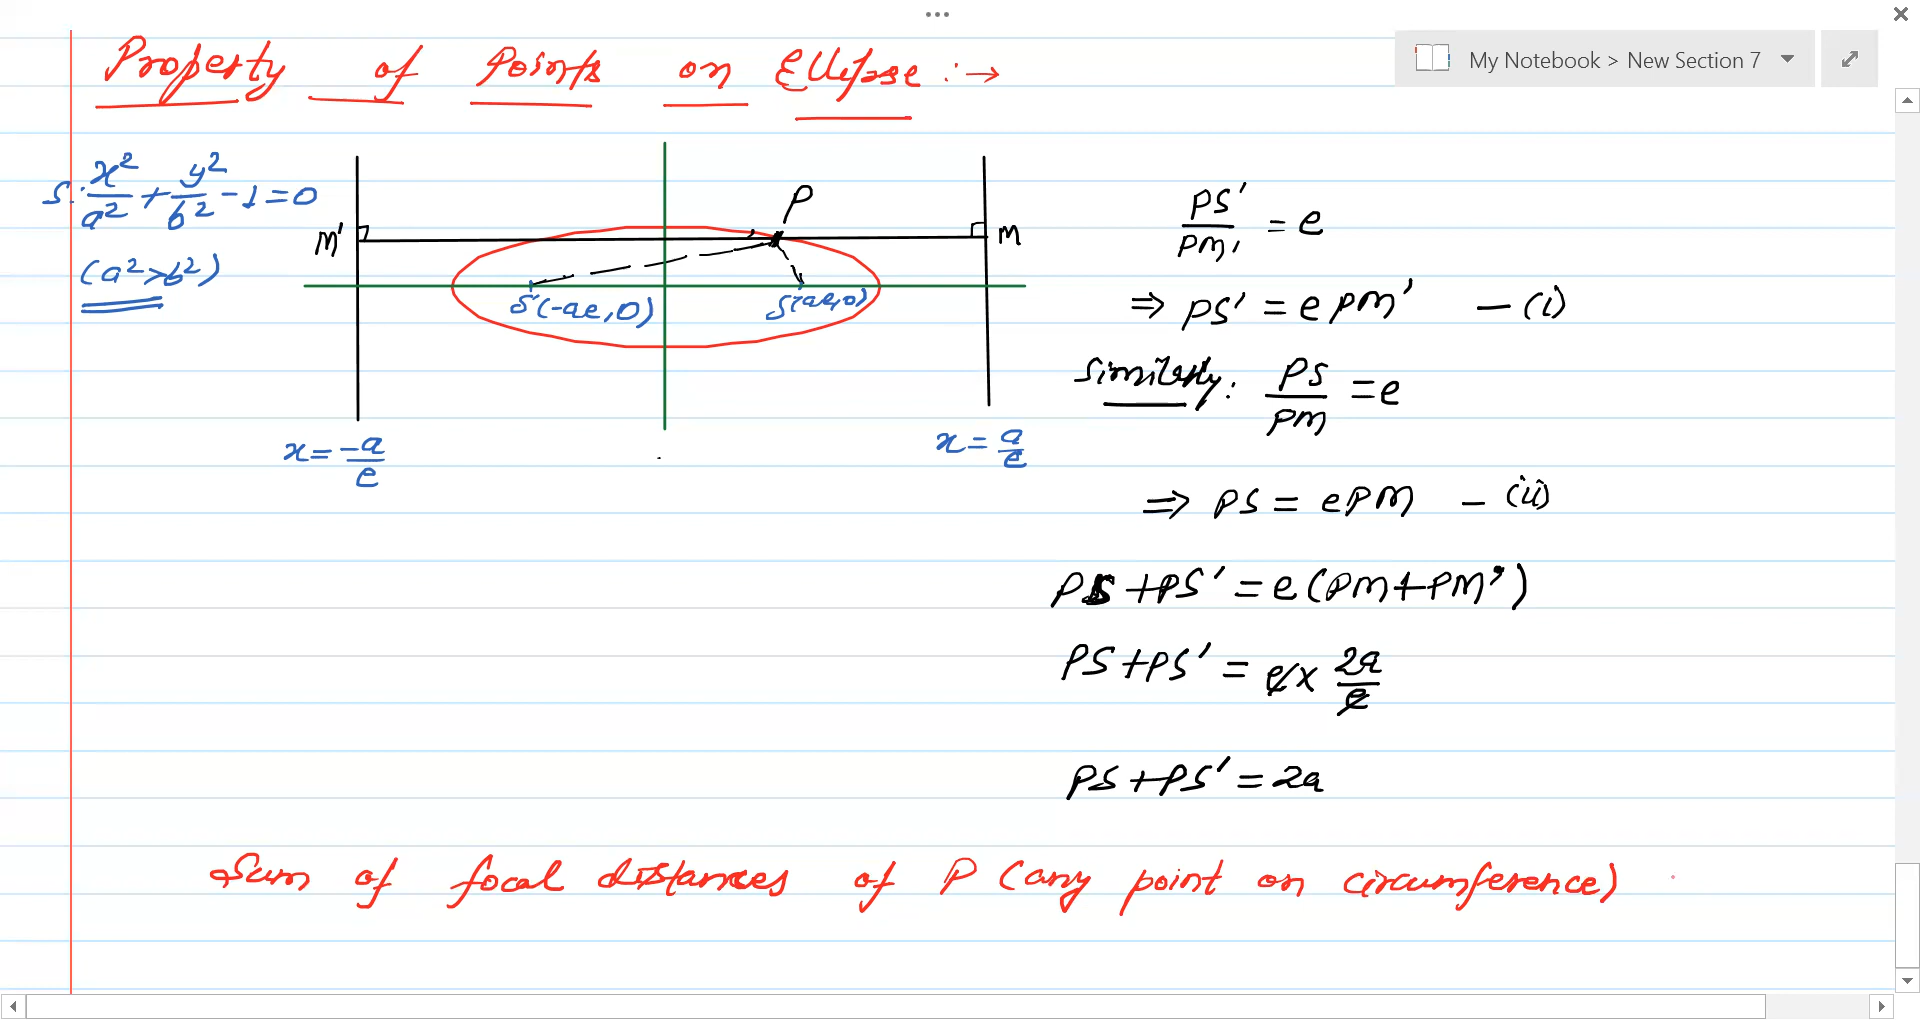 My Notebook > New Section 7
Property of Points on Ellipse :→
S: x²/a² + y²/b² - 1 = 0
(a² > b²)
P
M'
M
S'(-ae, 0)
S(ae, 0)
x = -a/e
x = a/e
PS'/PM' = e
⇒ PS' = e PM' - (i)
Similarly: PS/PM = e
⇒ PS = e PM - (ii)
PS + PS' = e(PM + PM')
PS + PS' = e × 2a/e
PS + PS' = 2a
Sum of focal distances of P (any point on circumference)